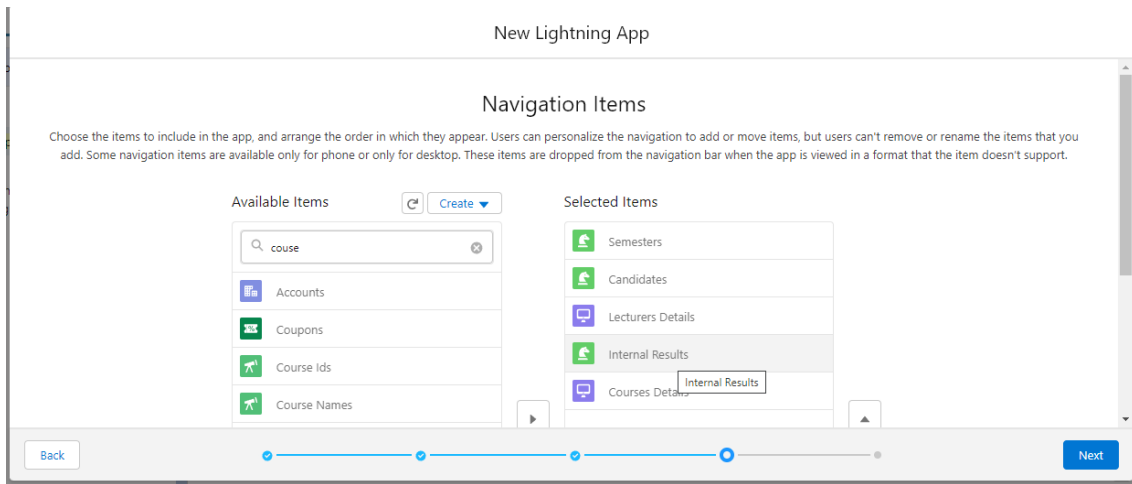 New Lightning App
Navigation Items
Choose the items to include in the app, and arrange the order in which they appear. Users can personalize the navigation to add or move items, but users can't remove or rename the items that you
add. Some navigation items are available only for phone or only for desktop. These items are dropped from the navigation bar when the app is viewed in a format that the item doesn't support.
Available Items
Create
couse
Accounts
Coupons
Course Ids
Course Names
Selected Items
Semesters
Candidates
Lecturers Details
Internal Results
Internal Results
Courses Details
Back
Next